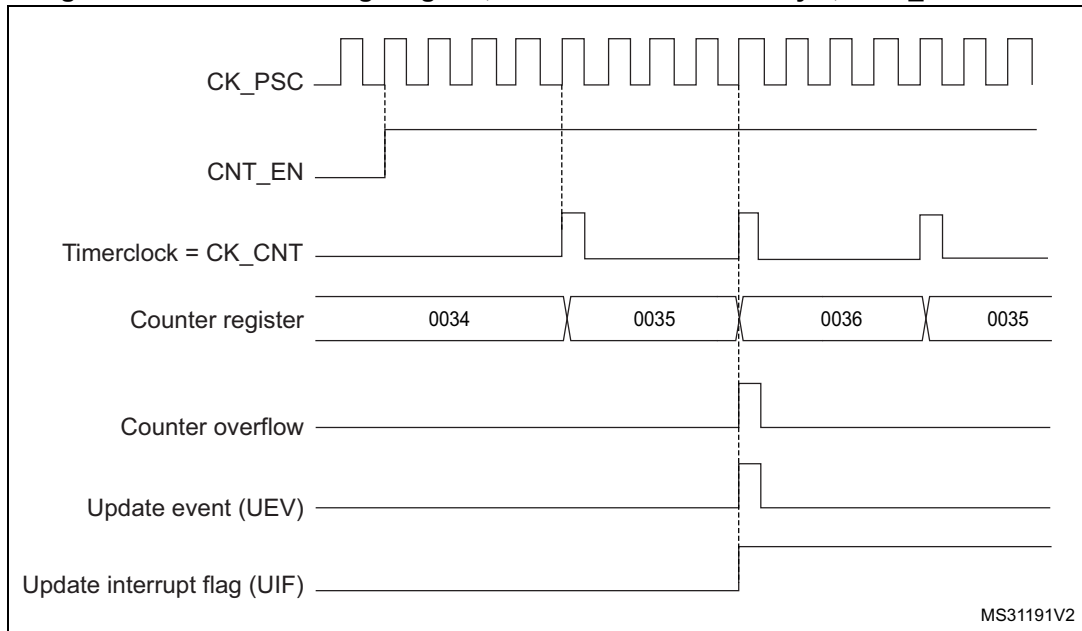 CK_PSC
CNT_EN
Timerclock = CK_CNT
Counter register
0034
0035
0036
0035
Counter overflow
Update event (UEV)
Update interrupt flag (UIF)
MS31191V2